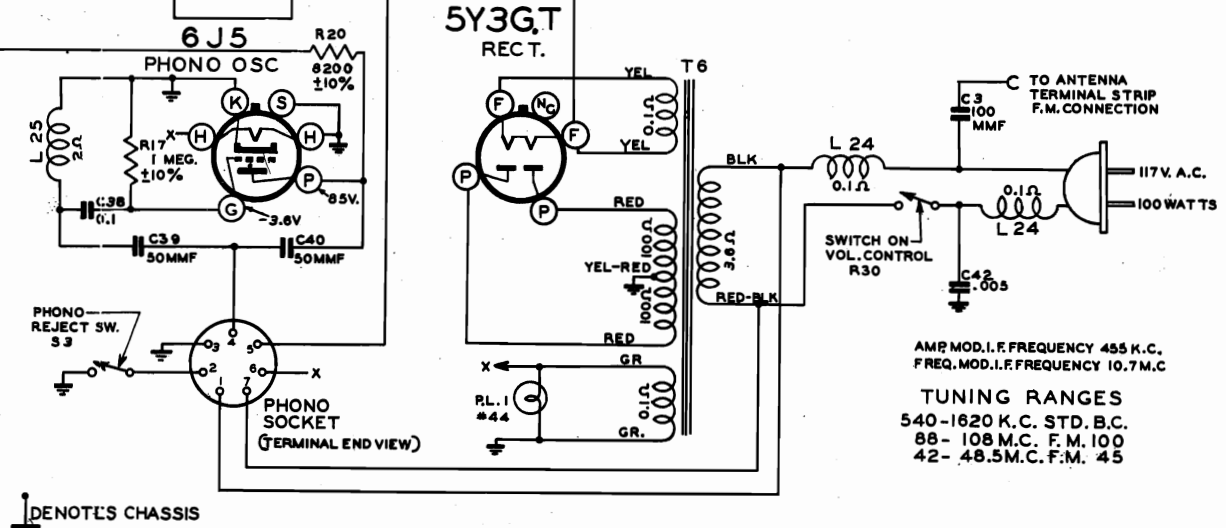 6J5
PHONO OSC
R20
8200
±10%
K
S
H
H
X
P
G
85V.
-3.6V
L 25
2Ω
R17
1 MEG.
±10%
C38
0.1
C39
50MMF
C40
50MMF
PHONO
REJECT SW.
S3
3
4
5
2
6
X
1
7
PHONO
SOCKET
(TERMINAL END VIEW)
DENOTES CHASSIS
5Y3G.T
RECT.
F
NG
F
P
P
YEL
0.1Ω
YEL
T6
RED
100Ω
YEL-RED
100Ω
RED
X
GR
P.L.1
#44
0.1Ω
GR.
BLK
3.6Ω
RED-BLK
L 24
0.1Ω
C3
100
MMF
TO ANTENNA
TERMINAL STRIP
F.M. CONNECTION
117V. A.C.
100 WATTS
0.1Ω
L 24
SWITCH ON
VOL. CONTROL
R30
C42
.005
AMP. MOD. I.F. FREQUENCY 455 K.C.
FREQ. MOD. I.F. FREQUENCY 10.7 M.C
TUNING RANGES
540-1620 K.C. STD. B.C.
88- 108 M.C. F.M. 100
42- 48.5 M.C. F.M. 45